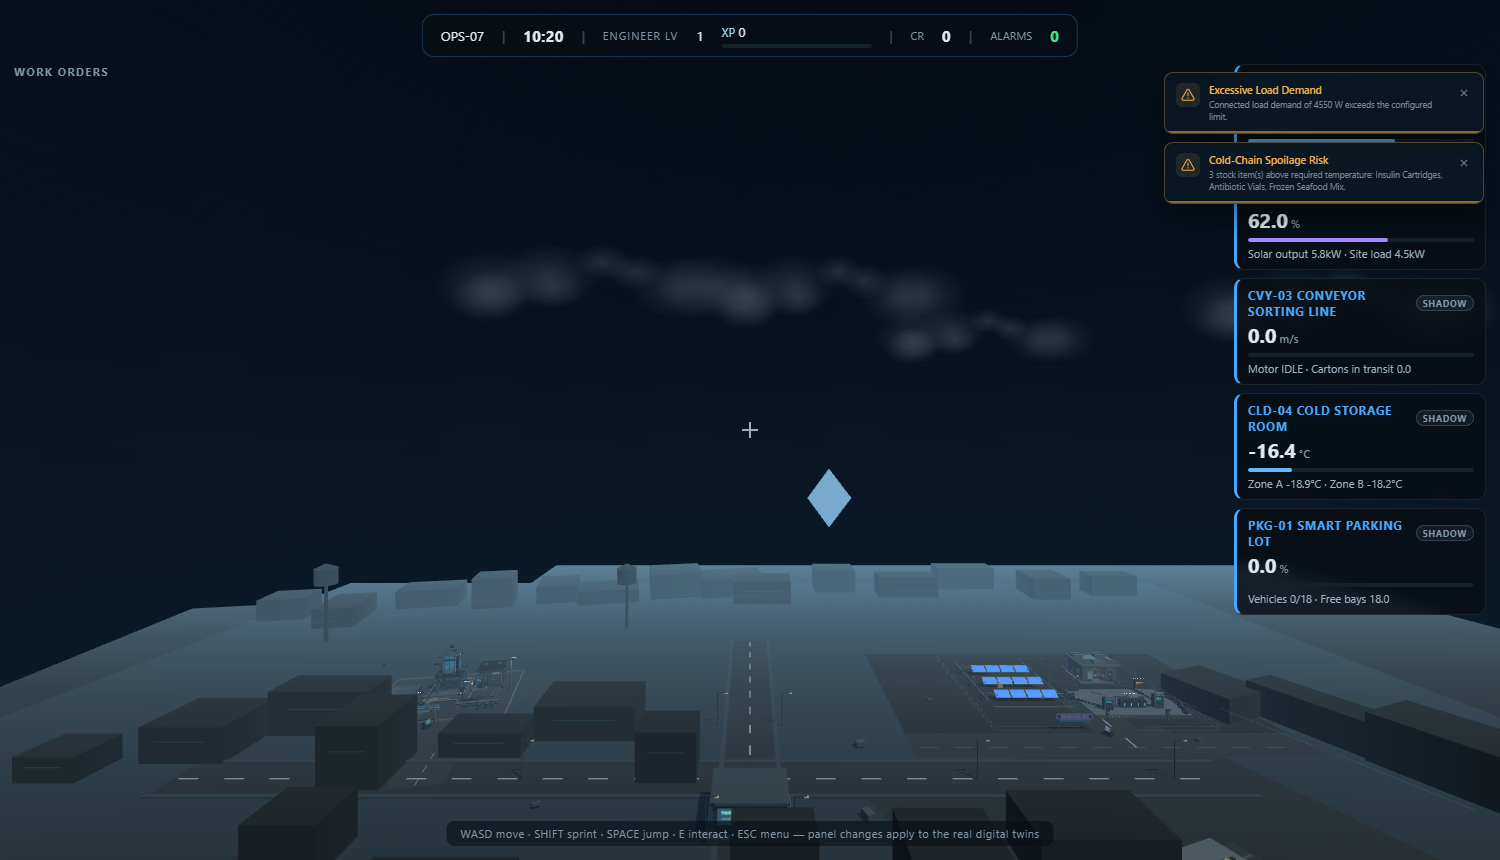 OPS-07 | 10:20 | ENGINEER LV 1 XP 0 | CR 0 | ALARMS 0
WORK ORDERS
Excessive Load Demand
Connected load demand of 4550 W exceeds the configured
limit.
Cold-Chain Spoilage Risk
3 stock item(s) above required temperature: Insulin Cartridges,
Antibiotic Vials, Frozen Seafood Mix.
62.0 %
Solar output 5.8kW · Site load 4.5kW
CVY-03 CONVEYOR
SORTING LINE
SHADOW
0.0 m/s
Motor IDLE · Cartons in transit 0.0
CLD-04 COLD STORAGE
ROOM
SHADOW
-16.4 °C
Zone A -18.9°C · Zone B -18.2°C
PKG-01 SMART PARKING
LOT
SHADOW
0.0 %
Vehicles 0/18 · Free bays 18.0
WASD move · SHIFT sprint · SPACE jump · E interact · ESC menu — panel changes apply to the real digital twins